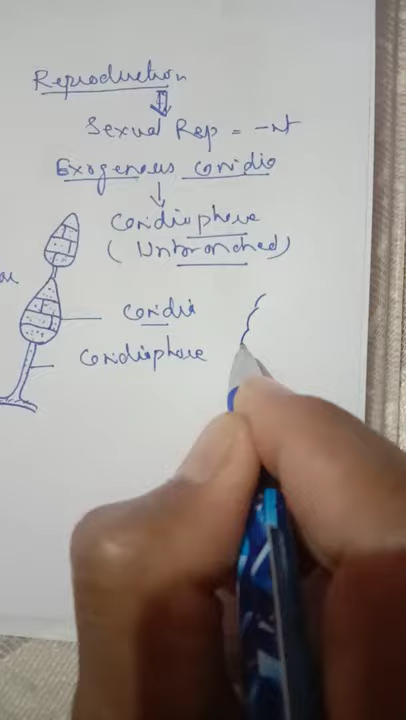 Reproduction
Sexual Rep = -nt
Exogenous conidia
Conidiophore
(Unbranched)
conidia
Conidiophore